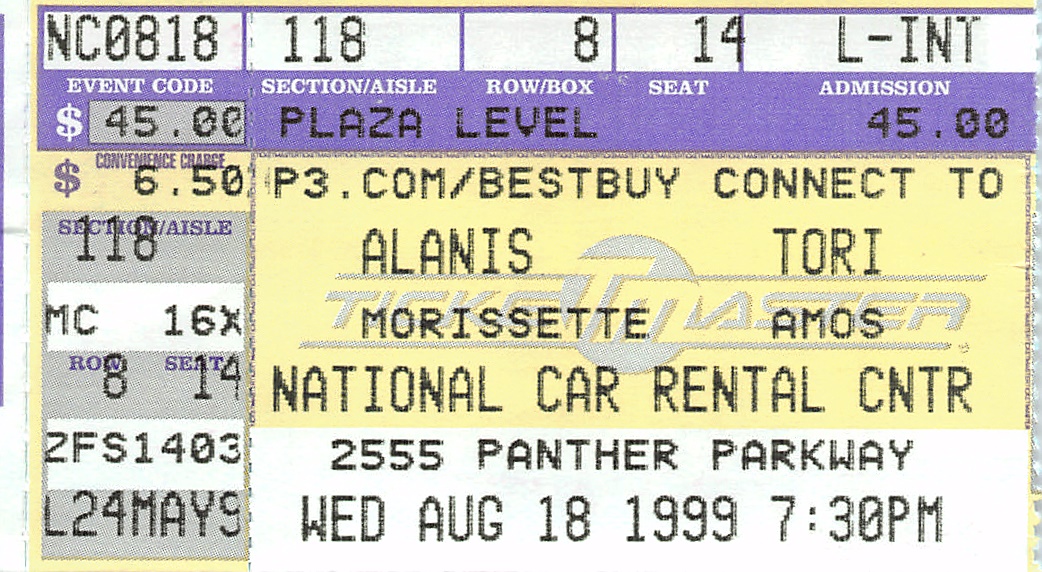 NC0818 118 8 14 L-INT
EVENT CODE SECTION/AISLE ROW/BOX SEAT ADMISSION
$ 45.00 PLAZA LEVEL 45.00
CONVENIENCE CHARGE
$ 6.50 P3.COM/BESTBUY CONNECT TO
SECTION/AISLE
118 ALANIS TORI
TICKETMASTER
MC 16X MORISSETTE AMOS
ROW SEAT
8 14 NATIONAL CAR RENTAL CNTR
ZFS1403 2555 PANTHER PARKWAY
L24MAY9 WED AUG 18 1999 7:30PM